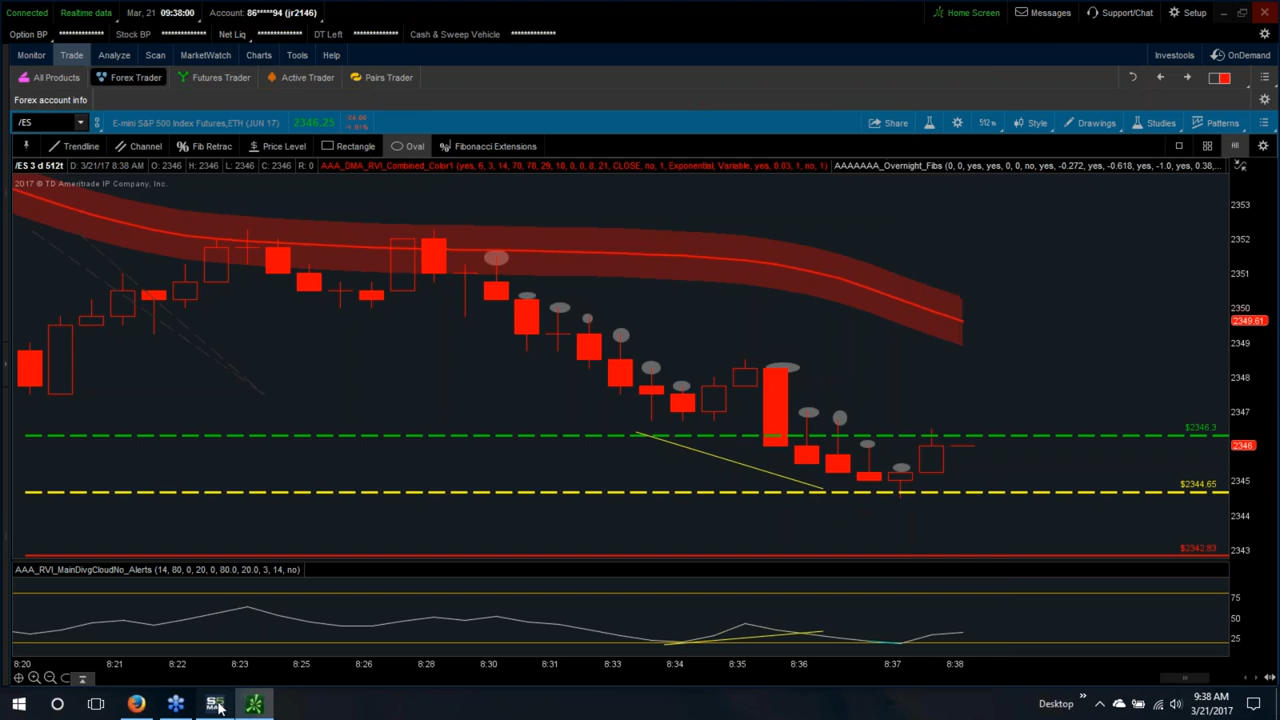 Connected Realtime data Mar, 21 09:38:00 Account: 86*****94 (jr2146) Home Screen Messages Support/Chat Setup
Option BP ************** Stock BP ************** Net Liq ************** DT Left ************** Cash & Sweep Vehicle **************
Monitor Trade Analyze Scan MarketWatch Charts Tools Help Investools OnDemand
All Products Forex Trader Futures Trader Active Trader Pairs Trader
Forex account info
/ES E-mini S&P 500 Index Futures,ETH (JUN 17) 2346.25 Share 512t Style Drawings Studies Patterns
Trendline Channel % Fib Retrac $ Price Level Rectangle Oval Fibonacci Extensions
/ES 3 d 512t D: 3/21/17 8:38 AM O: 2346 H: 2346 L: 2346 C: 2346 R: 0 AAA_DMA_RVI_Combined_Color1 (yes, 6, 3, 14, 70, 78, 29, 10, 0, 0, 8, 21, CLOSE, no, 1, Exponential, Variable, yes, 0.03, 1, no, 1) AAAAAAA_Overnight_Fibs (0, 0, yes, yes, 0, no, yes, -0.272, yes, -0.618, yes, -1.0, yes, 0.38,...
2017 © TD Ameritrade IP Company, Inc.
2353
2352
2351
2350
2349.61
2349
2348
2347
$2346.3
2346
2345
$2344.65
2344
2343
$2342.83
AAA_RVI_MainDivgCloudNo_Alerts (14, 80, 0, 20, 0, 80.0, 20.0, 3, 14, no)
75
50
25
8:20 8:21 8:22 8:23 8:26 8:28 8:30 8:31 8:33 8:34 8:35 8:36 8:37 8:38
Desktop 9:38 AM
3/21/2017